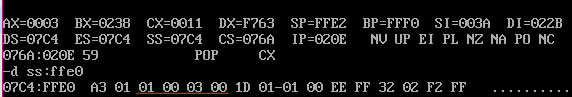 AX=0003  BX=0238  CX=0011  DX=F763  SP=FFE2  BP=FFF0  SI=003A  DI=022B
DS=07C4  ES=07C4  SS=07C4  CS=076A  IP=020E   NV UP EI PL NZ NA PO NC
076A:020E 59            POP     CX
-d ss:ffe0
07C4:FFE0  A3 01 01 00 03 00 1D 01-01 00 EE FF 32 02 F2 FF   ..........